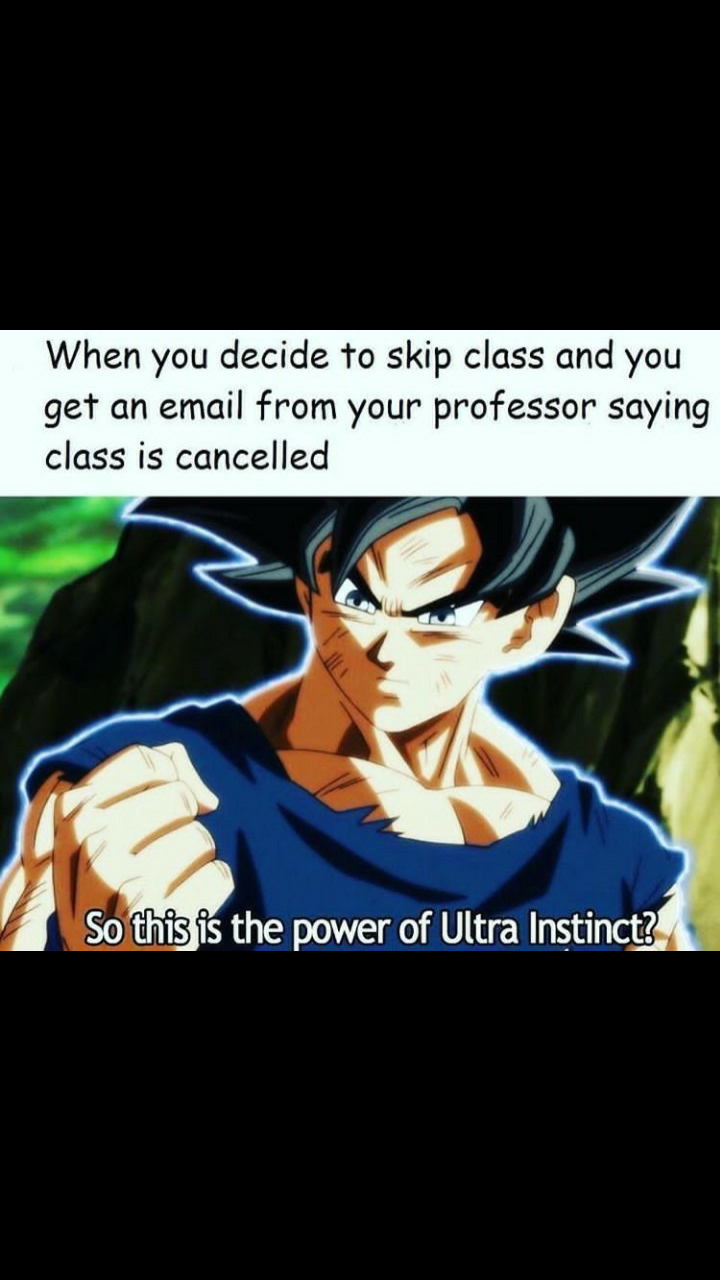 When you decide to skip class and you
get an email from your professor saying
class is cancelled
So this is the power of Ultra Instinct?